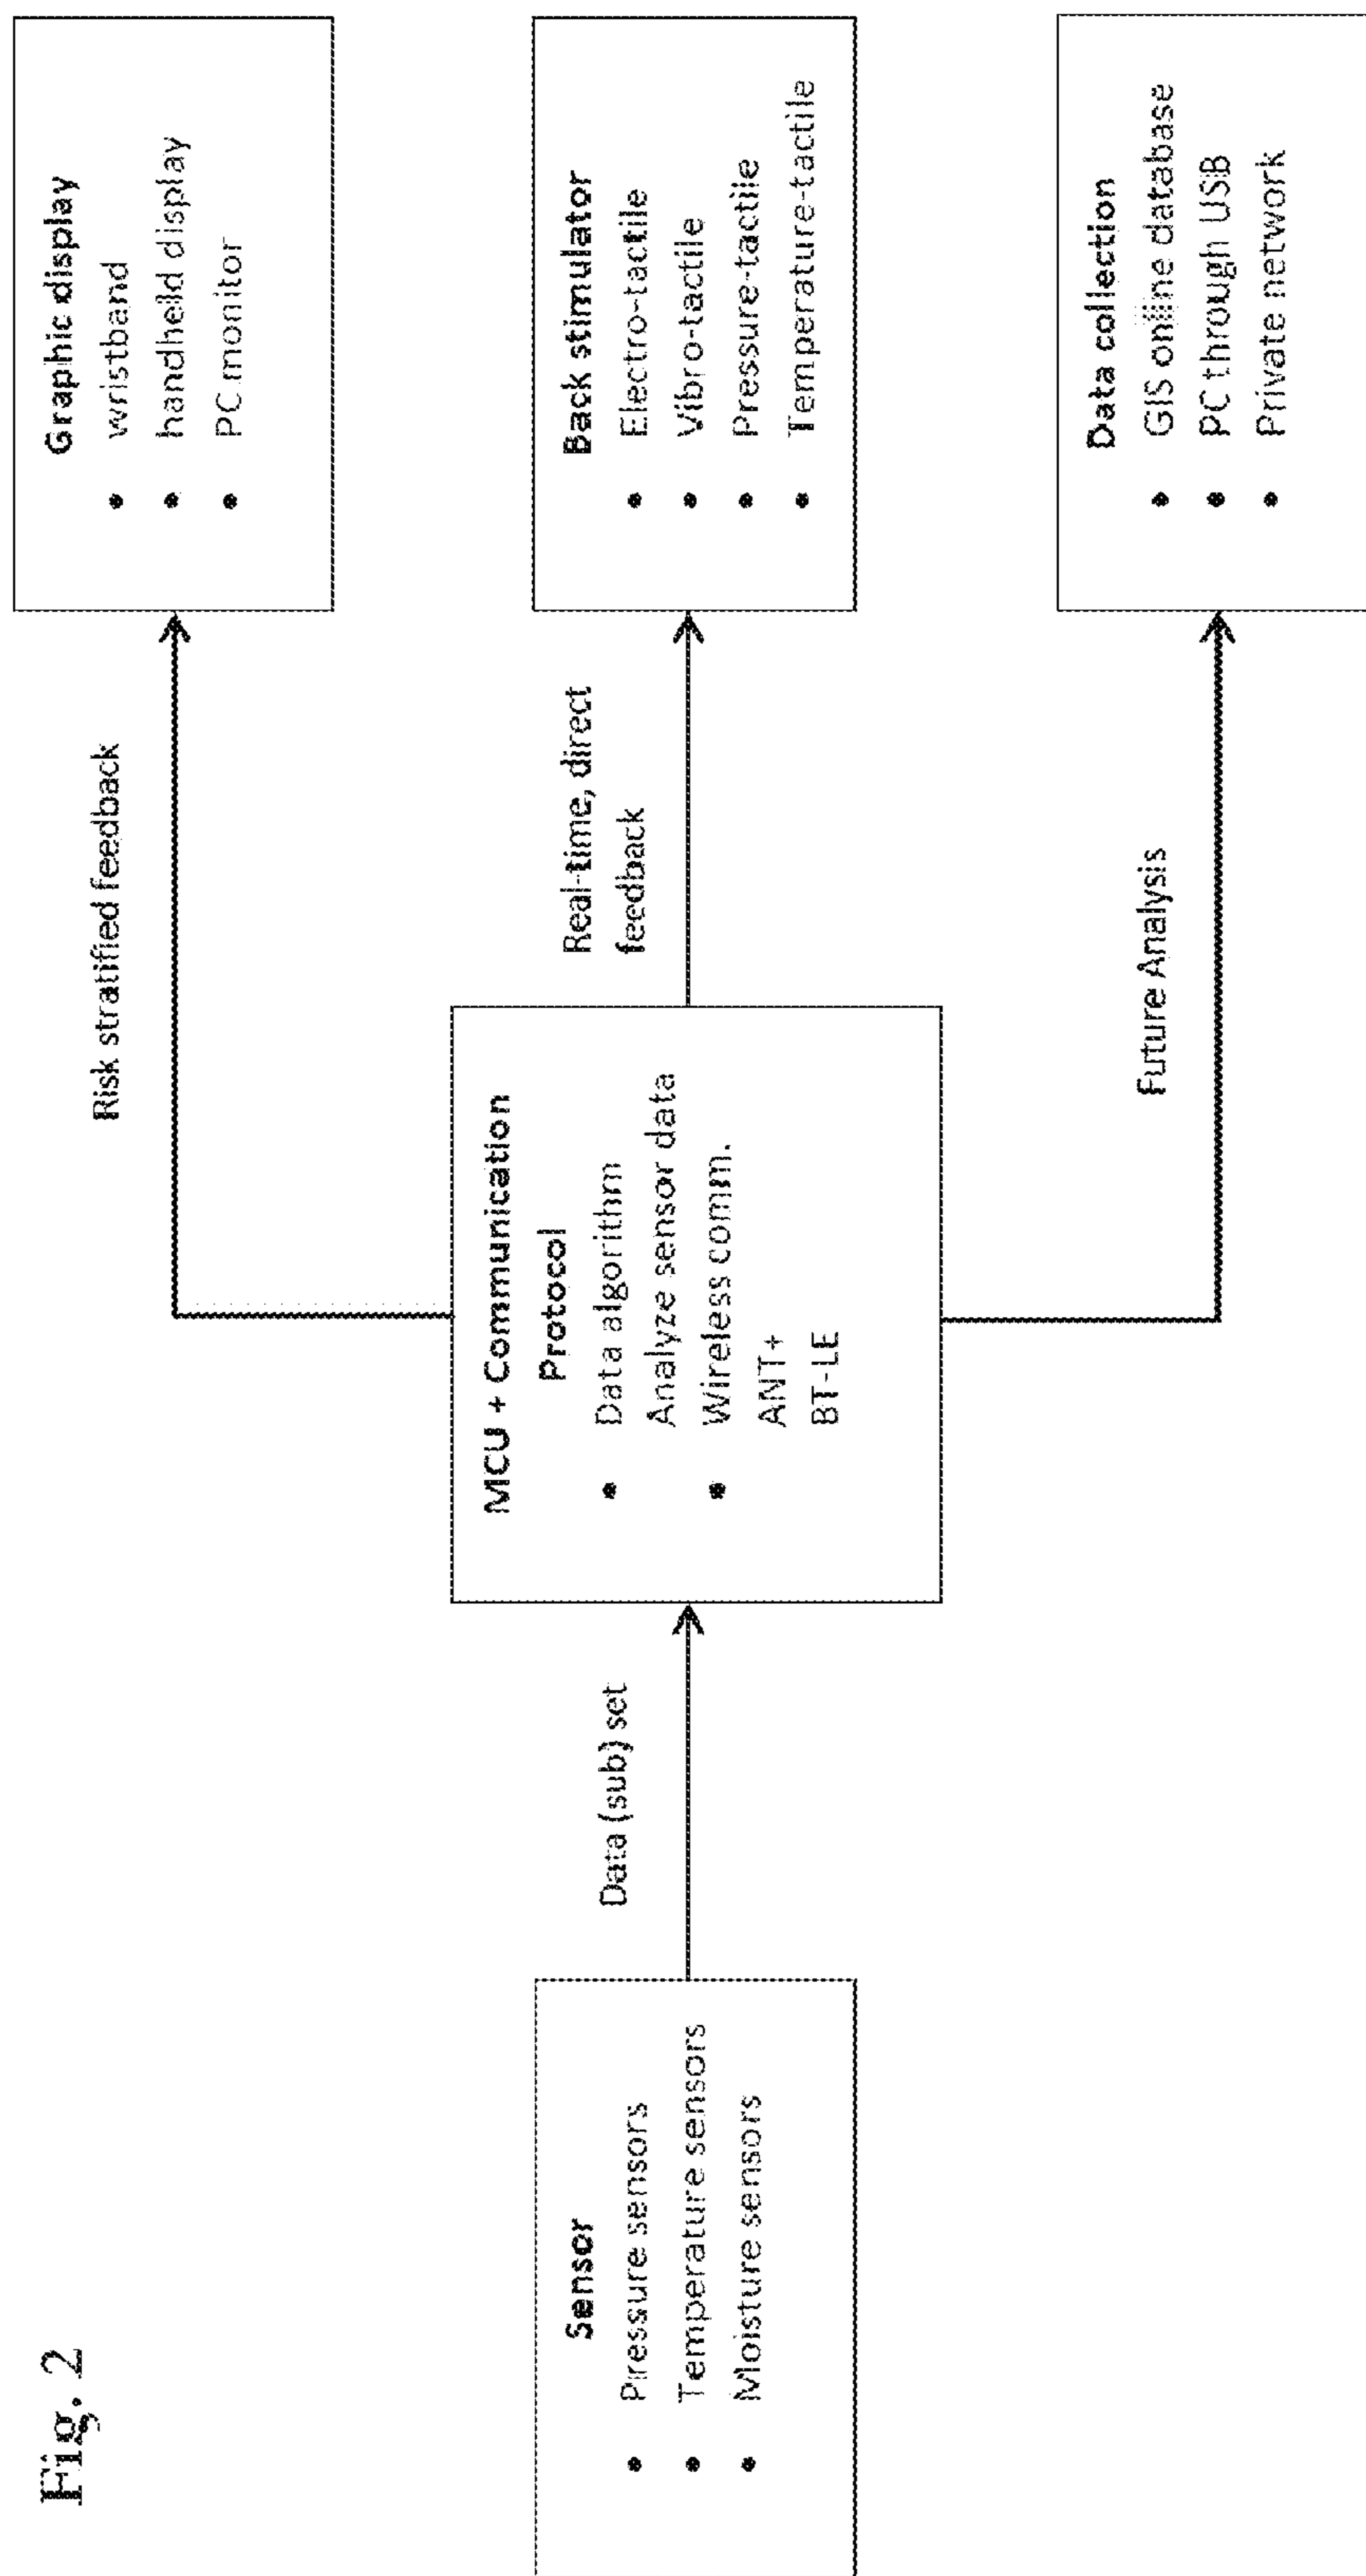 Fig. 2
Sensor
• Pressure sensors
• Temperature sensors
• Moisture sensors
Data (sub) set
MCU + Communication
Protocol
• Data algorithm
Analyze sensor data
• Wireless comm.
ANT+
BT-LE
Risk stratified feedback
Real-time, direct
feedback
Future Analysis
Graphic display
• wristband
• handheld display
• PC monitor
Back stimulator
• Electro-tactile
• Vibro-tactile
• Pressure-tactile
• Temperature-tactile
Data collection
• GIS online database
• PC through USB
• Private network